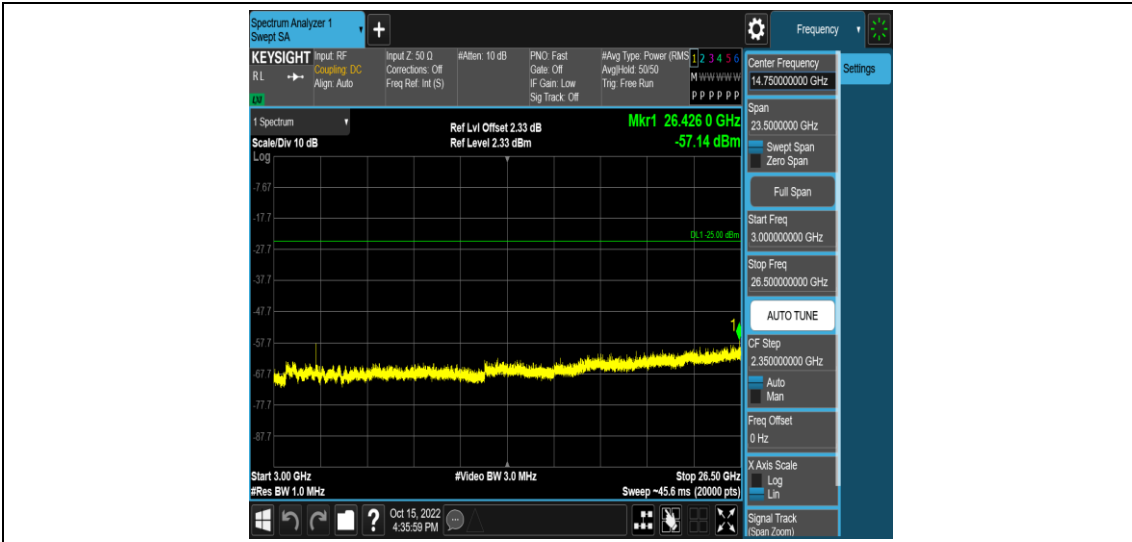 Spectrum Analyzer 1
Swept SA
+
Frequency
KEYSIGHT
RL
LXI
Input: RF
Coupling: DC
Align: Auto
Input Z: 50 Ω
Corrections: Off
Freq Ref: Int (S)
#Atten: 10 dB
PNO: Fast
Gate: Off
IF Gain: Low
Sig Track: Off
#Avg Type: Power (RMS
Avg|Hold: 50/50
Trig: Free Run
1 2 3 4 5 6
M W W W W W
P P P P P P
Center Frequency
14.750000000 GHz
Settings
Span
23.5000000 GHz
Swept Span
Zero Span
Full Span
Start Freq
3.000000000 GHz
Stop Freq
26.500000000 GHz
AUTO TUNE
CF Step
2.350000000 GHz
Auto
Man
Freq Offset
0 Hz
X Axis Scale
Log
Lin
Signal Track
(Span Zoom)
1 Spectrum
Scale/Div 10 dB
Log
Ref Lvl Offset 2.33 dB
Ref Level 2.33 dBm
Mkr1 26.426 0 GHz
-57.14 dBm
-7.67
-17.7
DL1 -25.00 dBm
-27.7
-37.7
-47.7
1
-57.7
-67.7
-77.7
-87.7
Start 3.00 GHz
#Res BW 1.0 MHz
#Video BW 3.0 MHz
Stop 26.50 GHz
Sweep ~45.6 ms (20000 pts)
?
Oct 15, 2022
4:35:59 PM